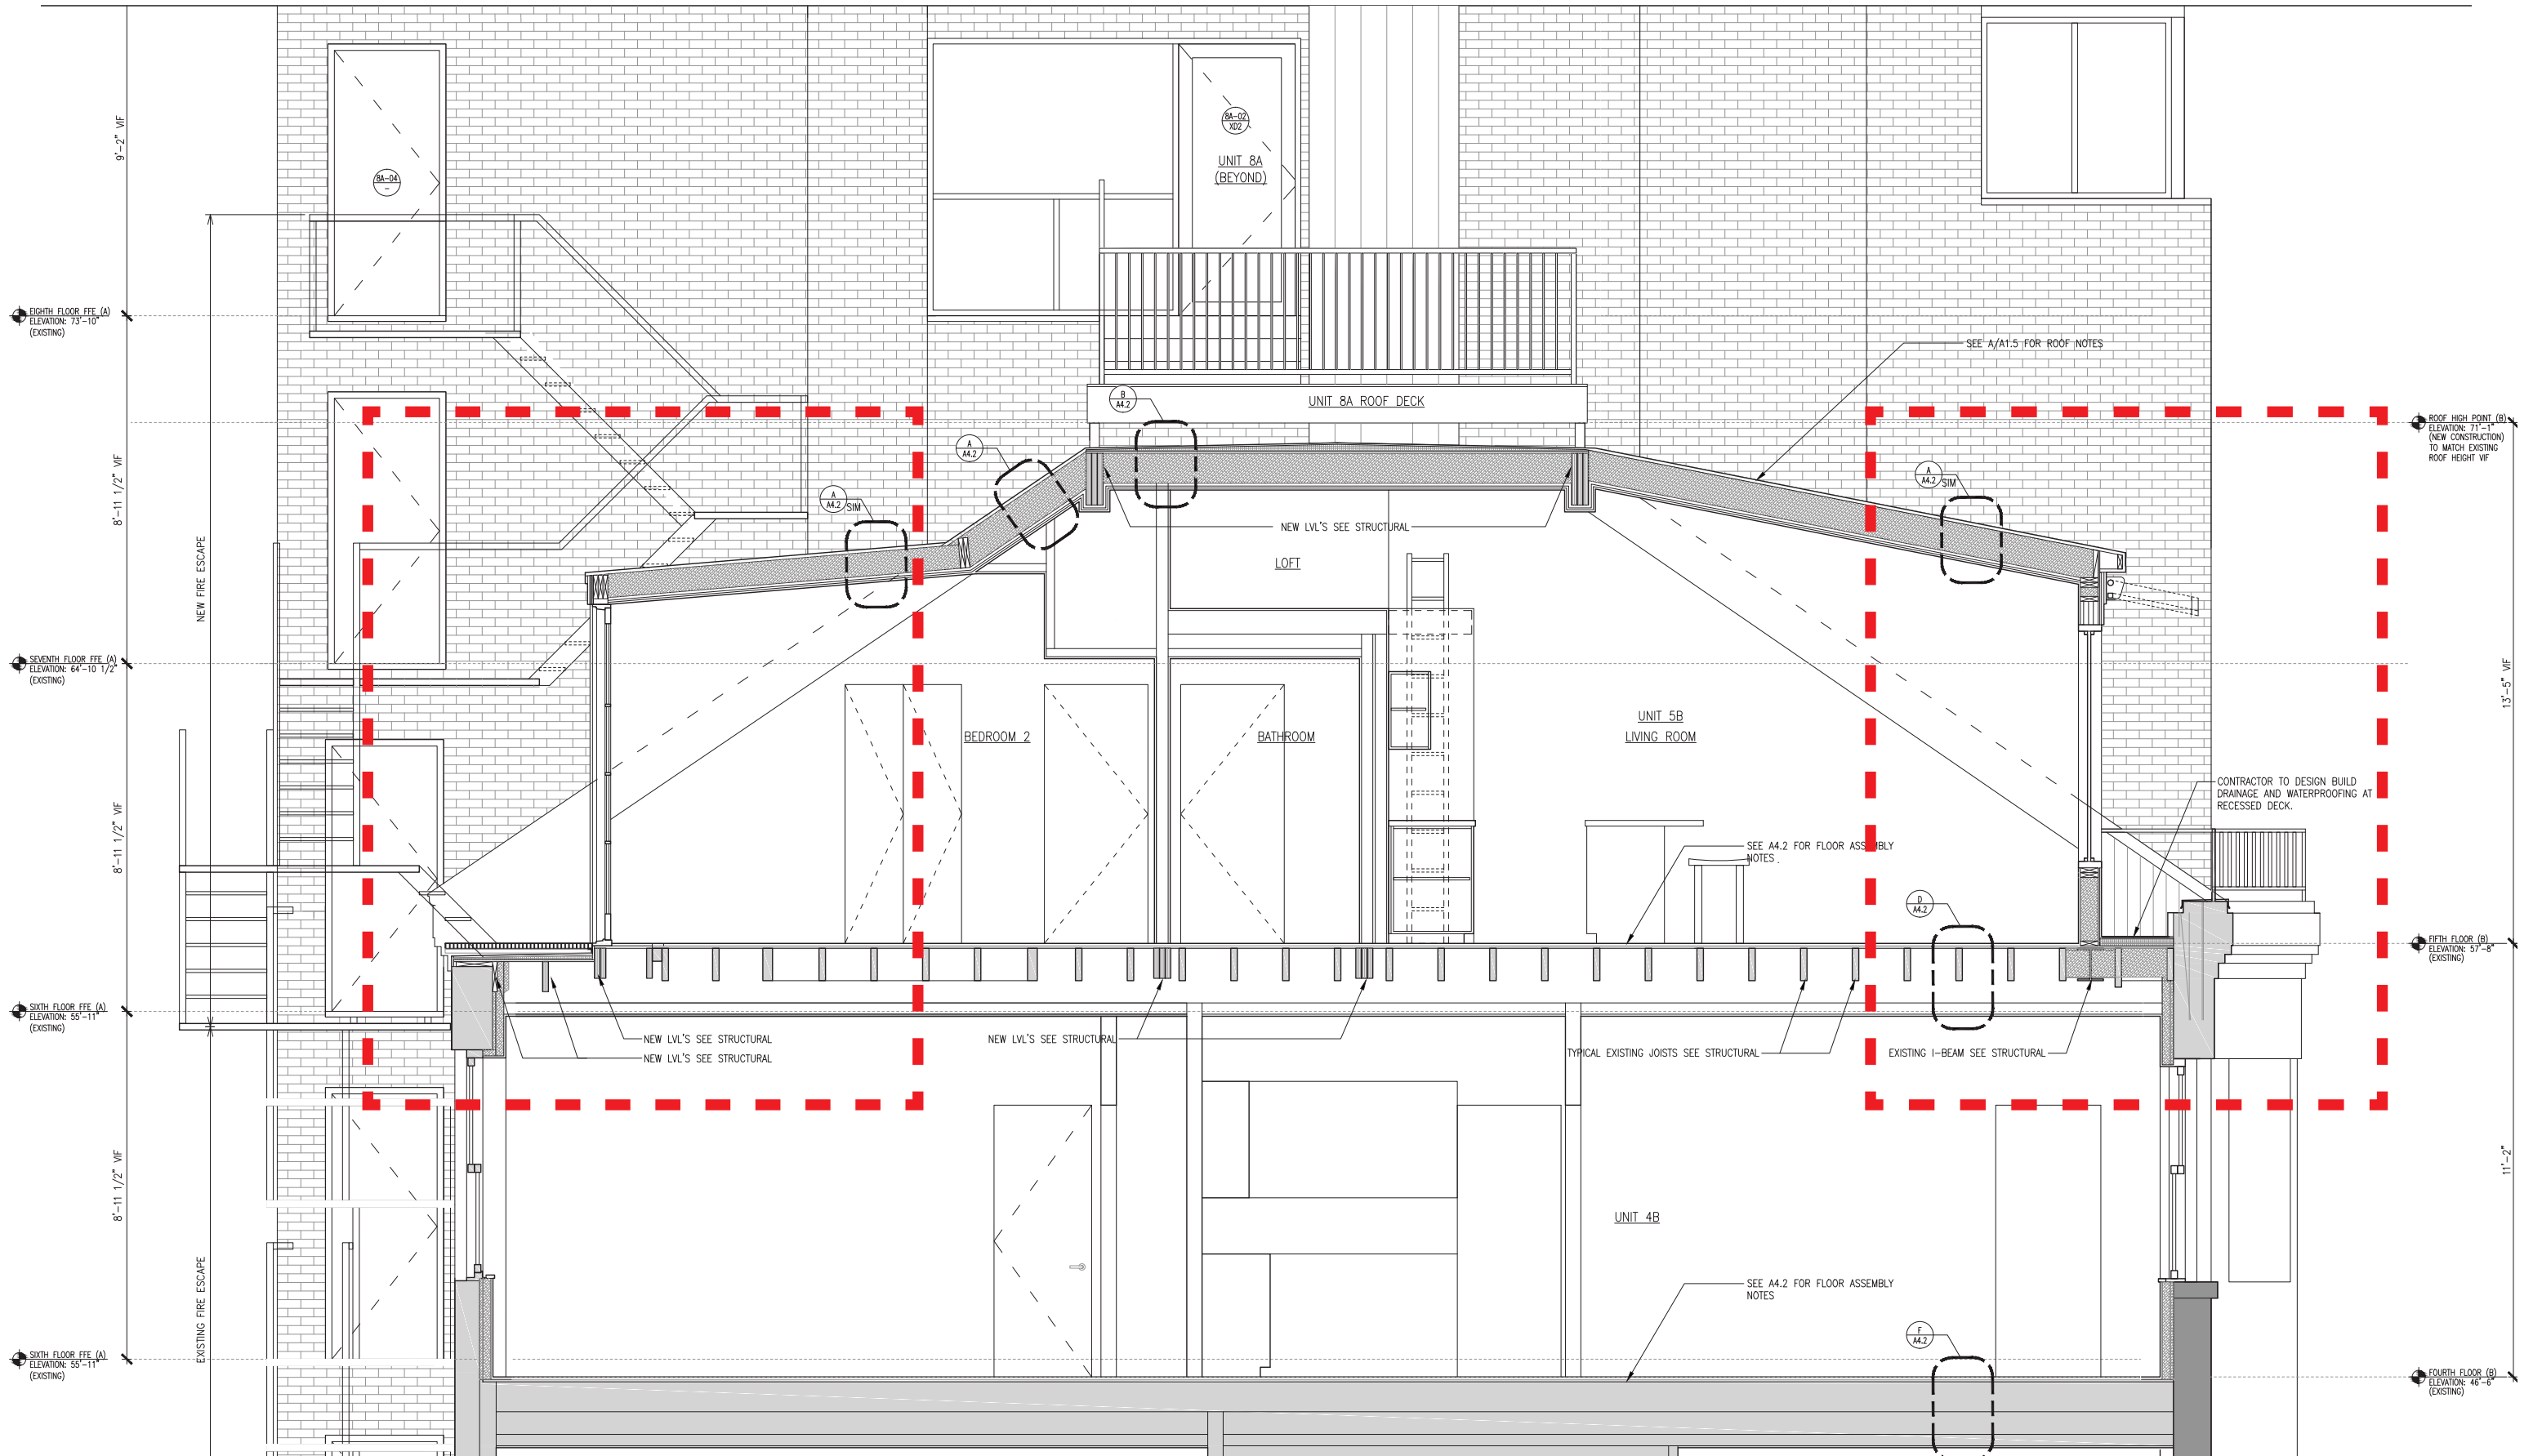 9'-2" VIF
8A-04
-
8A-02
XD2
UNIT 8A
(BEYOND)
EIGHTH FLOOR FFE (A)
ELEVATION: 73'-10"
(EXISTING)
SEE A/A1.5 FOR ROOF NOTES
UNIT 8A ROOF DECK
B
A4.2
ROOF HIGH POINT (B)
ELEVATION: 71'-1"
(NEW CONSTRUCTION)
TO MATCH EXISTING
ROOF HEIGHT VIF
A
A4.2
A
A4.2 SIM
A
A4.2 SIM
8'-11 1/2" VIF
NEW FIRE ESCAPE
NEW LVL'S SEE STRUCTURAL
LOFT
SEVENTH FLOOR FFE (A)
ELEVATION: 64'-10 1/2"
(EXISTING)
13'-5" VIF
BEDROOM 2
BATHROOM
UNIT 5B
LIVING ROOM
CONTRACTOR TO DESIGN BUILD
DRAINAGE AND WATERPROOFING AT
RECESSED DECK.
8'-11 1/2" VIF
SEE A4.2 FOR FLOOR ASSEMBLY
NOTES .
D
A4.2
FIFTH FLOOR (B)
ELEVATION: 57'-8"
(EXISTING)
SIXTH FLOOR FFE (A)
ELEVATION: 55'-11"
(EXISTING)
NEW LVL'S SEE STRUCTURAL
NEW LVL'S SEE STRUCTURAL
NEW LVL'S SEE STRUCTURAL
TYPICAL EXISTING JOISTS SEE STRUCTURAL
EXISTING I-BEAM SEE STRUCTURAL
8'-11 1/2" VIF
11'-2"
UNIT 4B
EXISTING FIRE ESCAPE
SEE A4.2 FOR FLOOR ASSEMBLY
NOTES
F
A4.2
SIXTH FLOOR FFE (A)
ELEVATION: 55'-11"
(EXISTING)
FOURTH FLOOR (B)
ELEVATION: 46'-6"
(EXISTING)